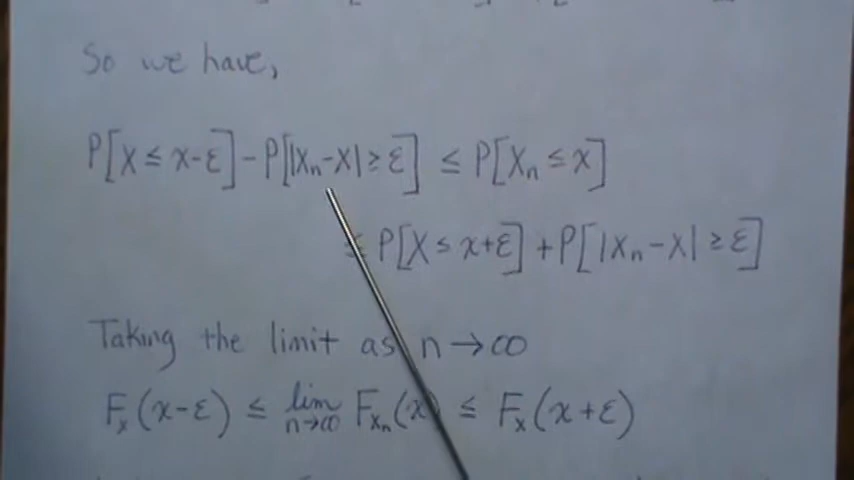 So we have,
P[X ≤ x-ε] - P[|Xn-X| ≥ ε] ≤ P[Xn ≤ x]
≤ P[X ≤ x+ε] + P[|Xn-X| ≥ ε]
Taking the limit as n → ∞
Fx(x-ε) ≤ lim n→∞ FXn(x) ≤ Fx(x+ε)